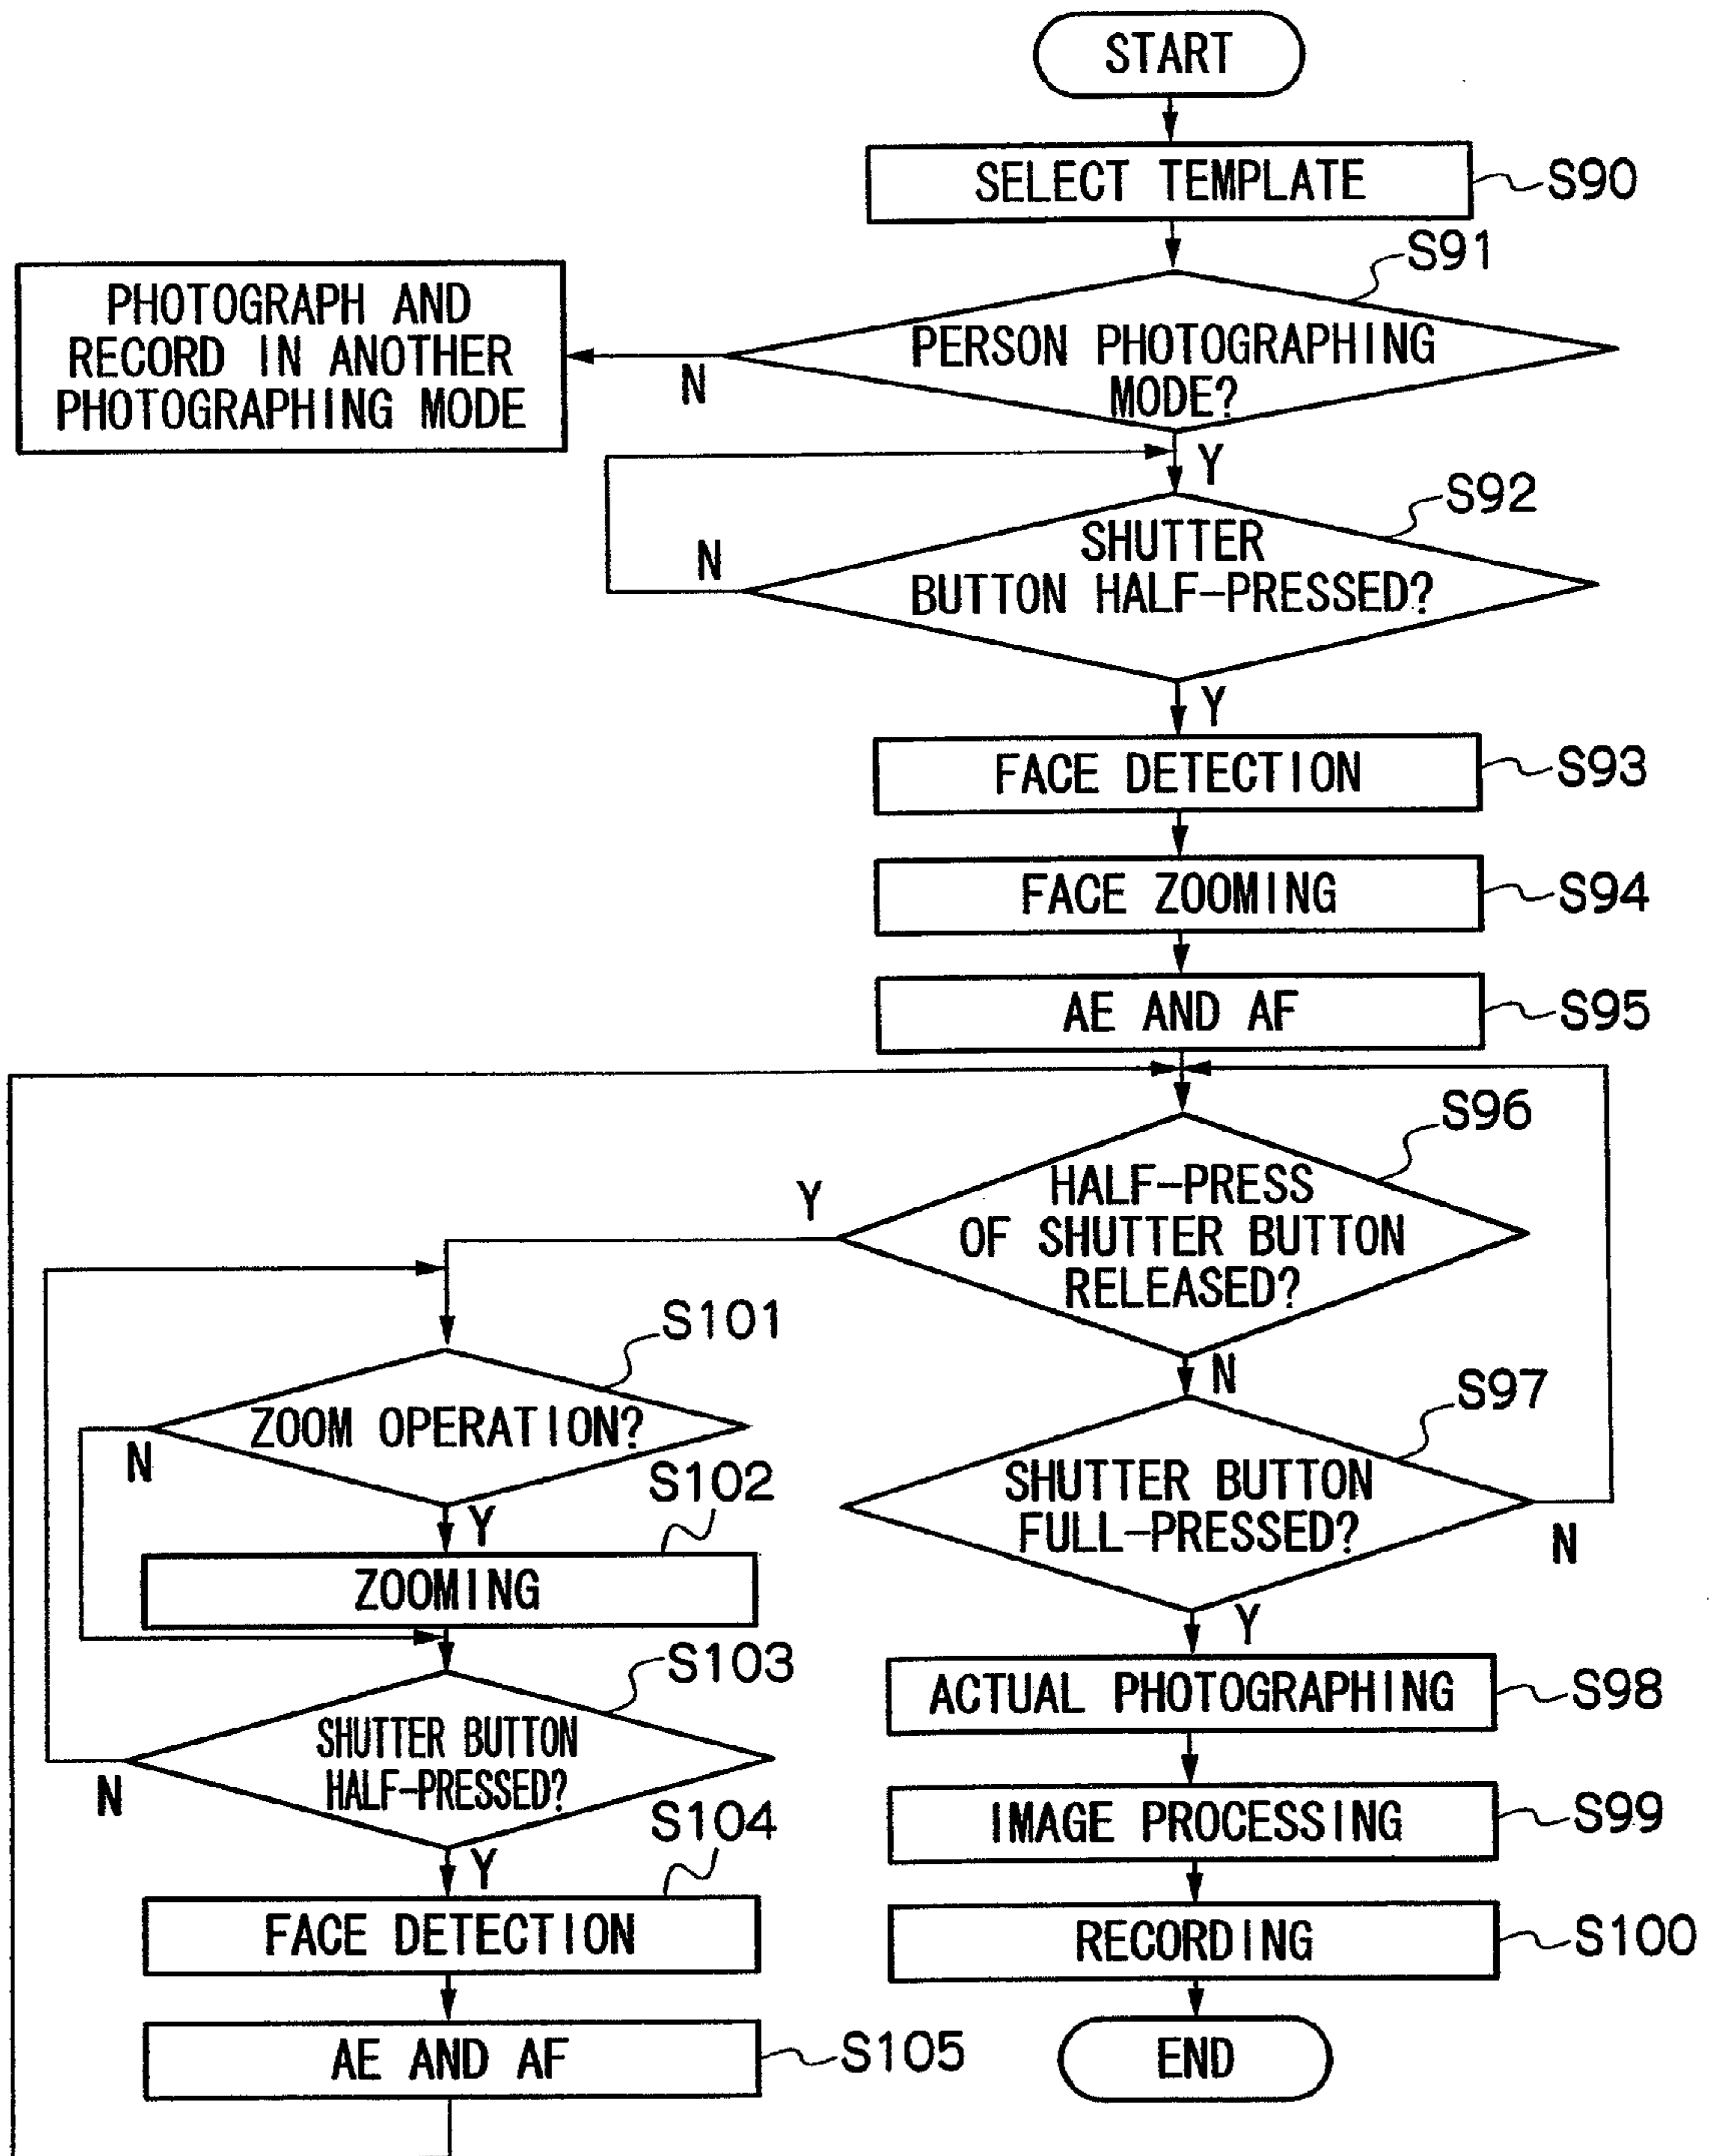 START
SELECT TEMPLATE
S90
S91
PHOTOGRAPH AND
RECORD IN ANOTHER
PHOTOGRAPHING MODE
N
PERSON PHOTOGRAPHING
MODE?
Y
S92
N
SHUTTER
BUTTON HALF-PRESSED?
Y
FACE DETECTION
S93
FACE ZOOMING
S94
AE AND AF
S95
S96
Y
HALF-PRESS
OF SHUTTER BUTTON
RELEASED?
N
S97
SHUTTER BUTTON
FULL-PRESSED?
N
Y
ACTUAL PHOTOGRAPHING
S98
IMAGE PROCESSING
S99
RECORDING
S100
END
S101
ZOOM OPERATION?
N
Y
S102
ZOOMING
S103
SHUTTER BUTTON
HALF-PRESSED?
N
Y
S104
FACE DETECTION
AE AND AF
S105